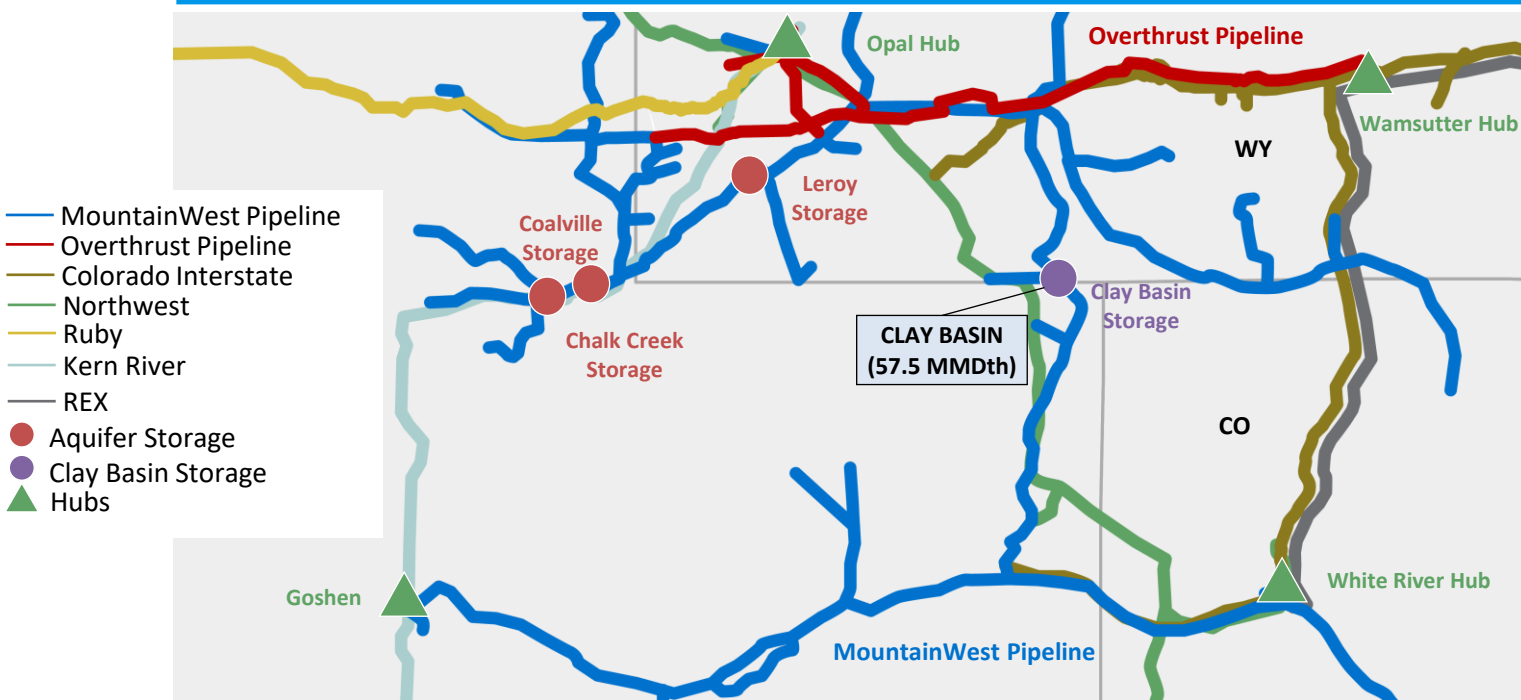 Opal Hub
Overthrust Pipeline
Wamsutter Hub
WY
Leroy
Storage
MountainWest Pipeline
Overthrust Pipeline
Colorado Interstate
Northwest
Ruby
Kern River
REX
Aquifer Storage
Clay Basin Storage
Hubs
Coalville
Storage
Chalk Creek
Storage
Clay Basin
Storage
CLAY BASIN
(57.5 MMDth)
CO
Goshen
White River Hub
MountainWest Pipeline